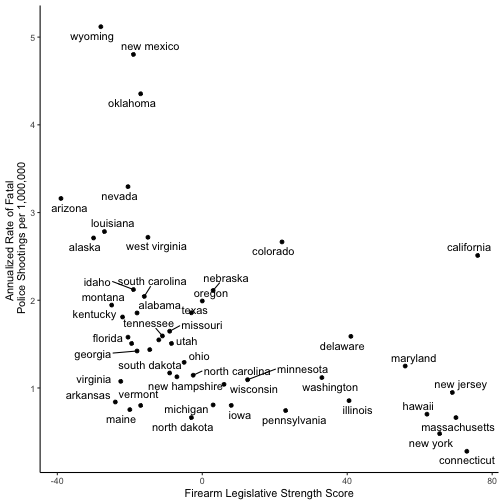 wyoming
5
new mexico
oklahoma
4
nevada
arizona
3
louisiana
alaska
west virginia
colorado
california
idaho
south carolina
nebraska
montana
oregon
2
alabama
texas
kentucky
tennessee
missouri
florida
utah
delaware
georgia
ohio
maryland
south dakota
north carolina
minnesota
virginia
new hampshire
wisconsin
washington
new jersey
1
arkansas
vermont
michigan
iowa
illinois
hawaii
maine
north dakota
pennsylvania
massachusetts
new york
connecticut
-40
0
40
80
Firearm Legislative Strength Score
Annualized Rate of Fatal
Police Shootings per 1,000,000